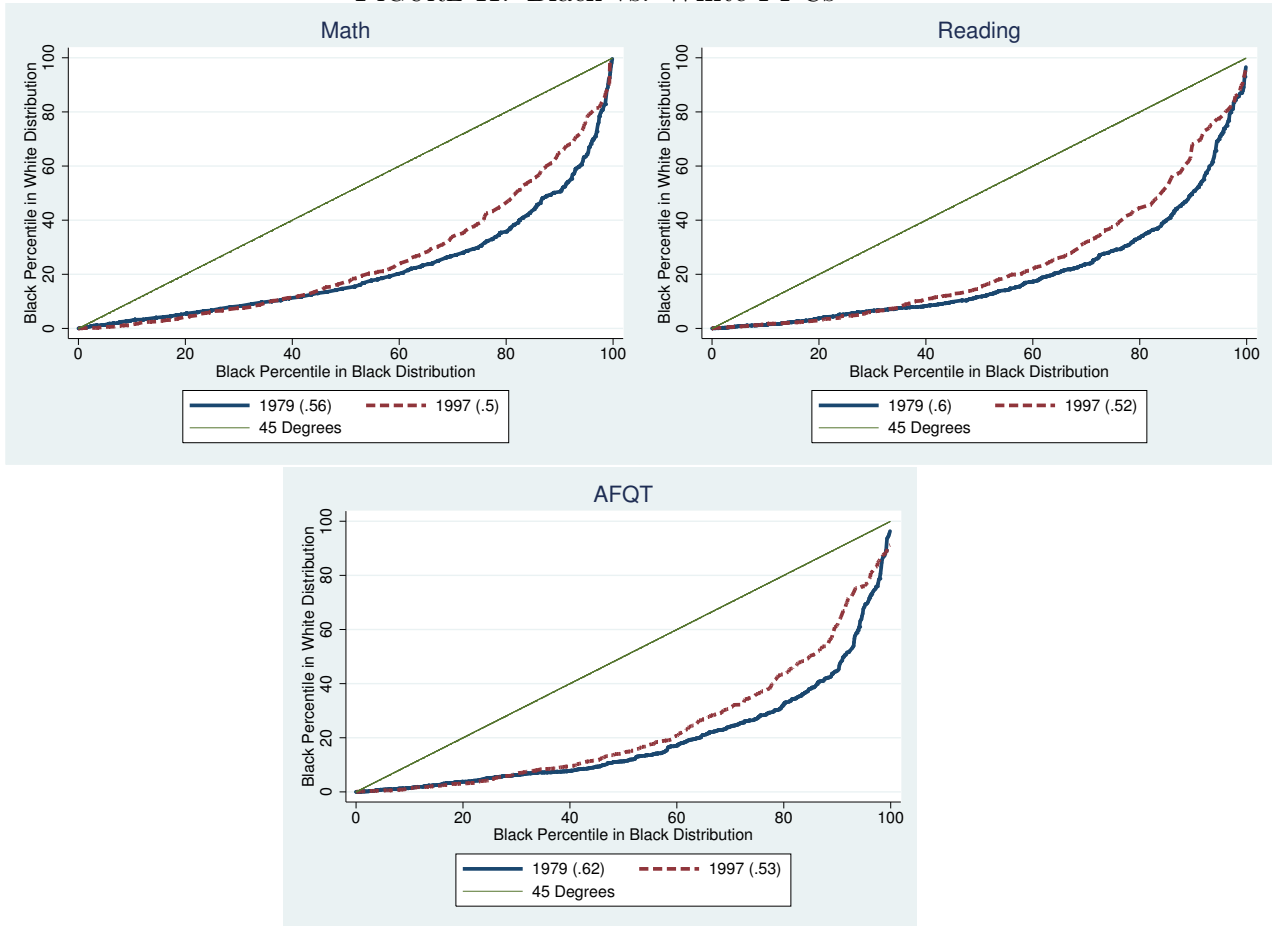 Math
Black Percentile in White Distribution
100
80
60
40
20
0
0 20 40 60 80 100
Black Percentile in Black Distribution
1979 (.56) 1997 (.5)
45 Degrees
Reading
Black Percentile in White Distribution
100
80
60
40
20
0
0 20 40 60 80 100
Black Percentile in Black Distribution
1979 (.6) 1997 (.52)
45 Degrees
AFQT
Black Percentile in White Distribution
100
80
60
40
20
0
0 20 40 60 80 100
Black Percentile in Black Distribution
1979 (.62) 1997 (.53)
45 Degrees